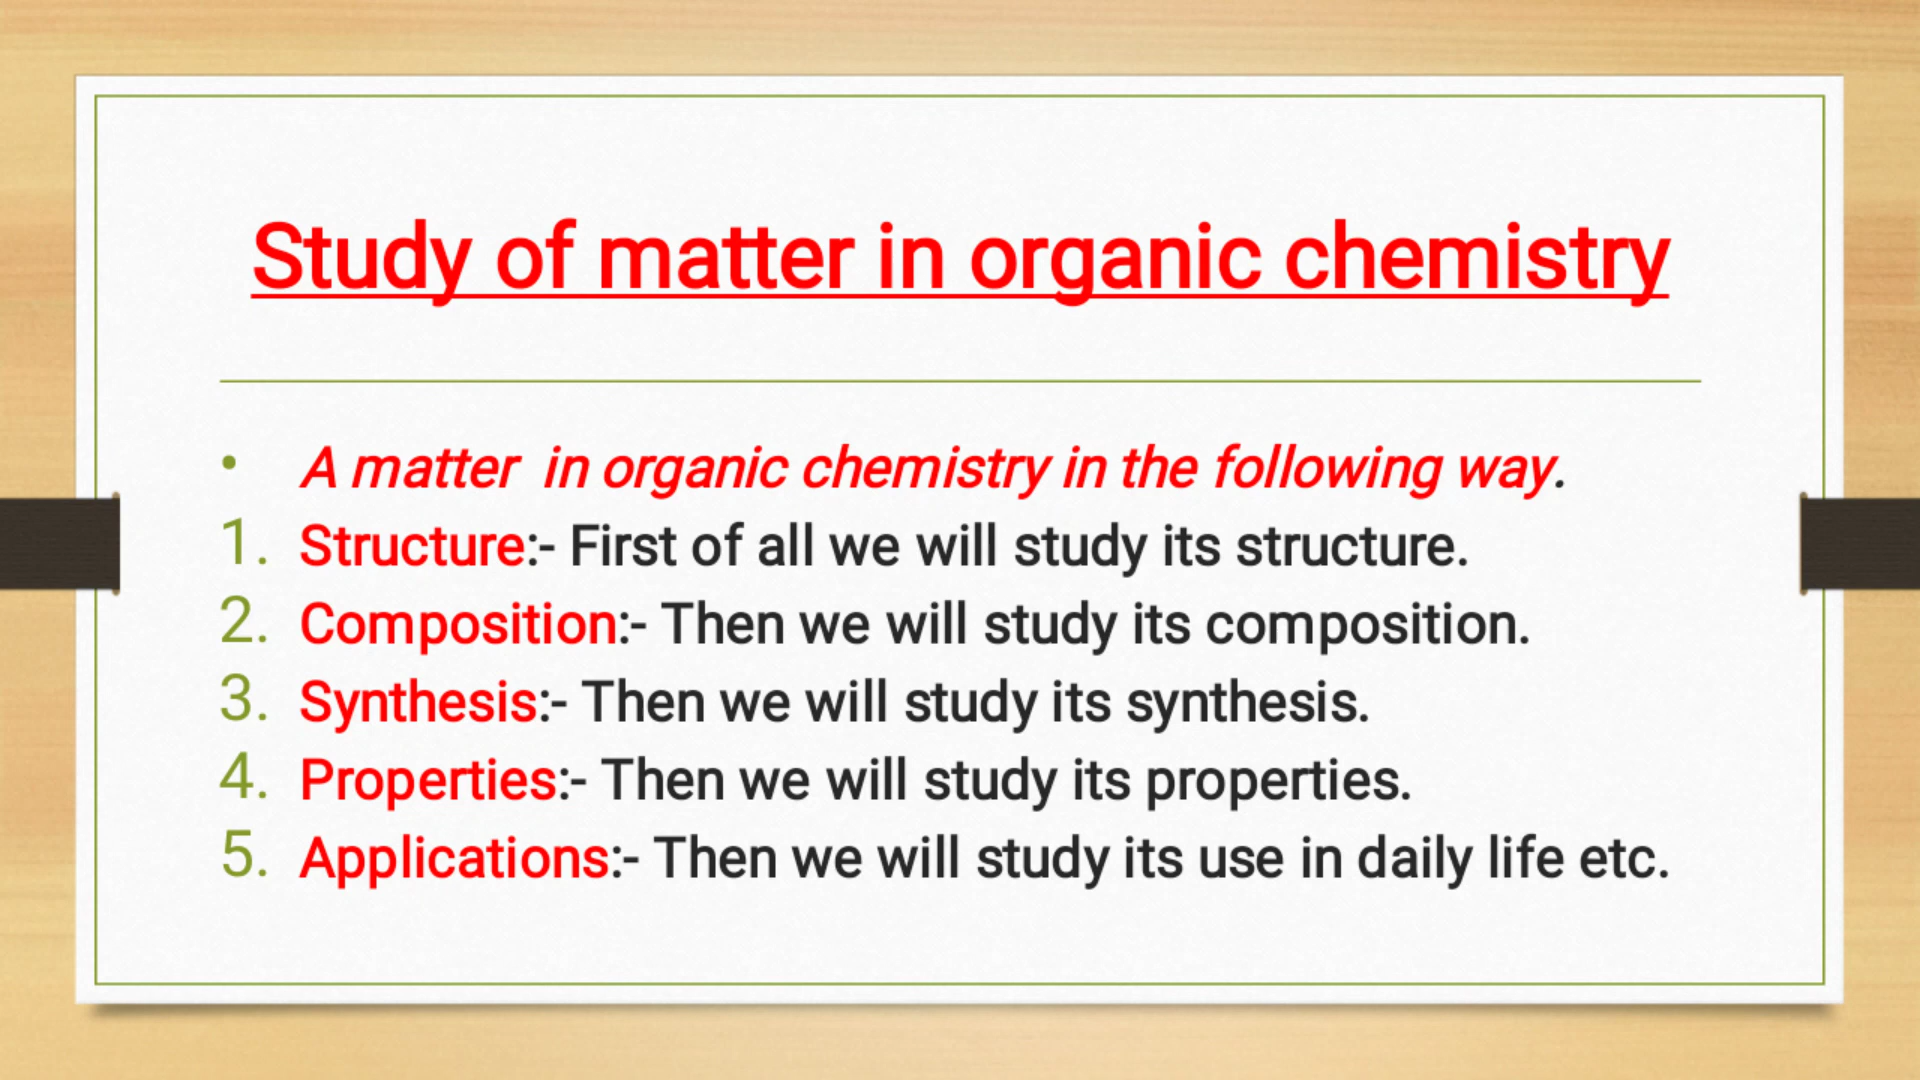 Study of matter in organic chemistry
• A matter in organic chemistry in the following way.
1. Structure:- First of all we will study its structure.
2. Composition:- Then we will study its composition.
3. Synthesis:- Then we will study its synthesis.
4. Properties:- Then we will study its properties.
5. Applications:- Then we will study its use in daily life etc.